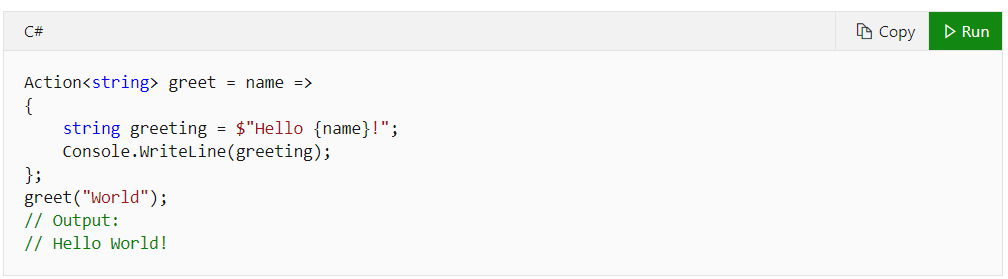 C#
Copy
Run
Action<string> greet = name =>
{
    string greeting = $"Hello {name}!";
    Console.WriteLine(greeting);
};
greet("World");
// Output:
// Hello World!